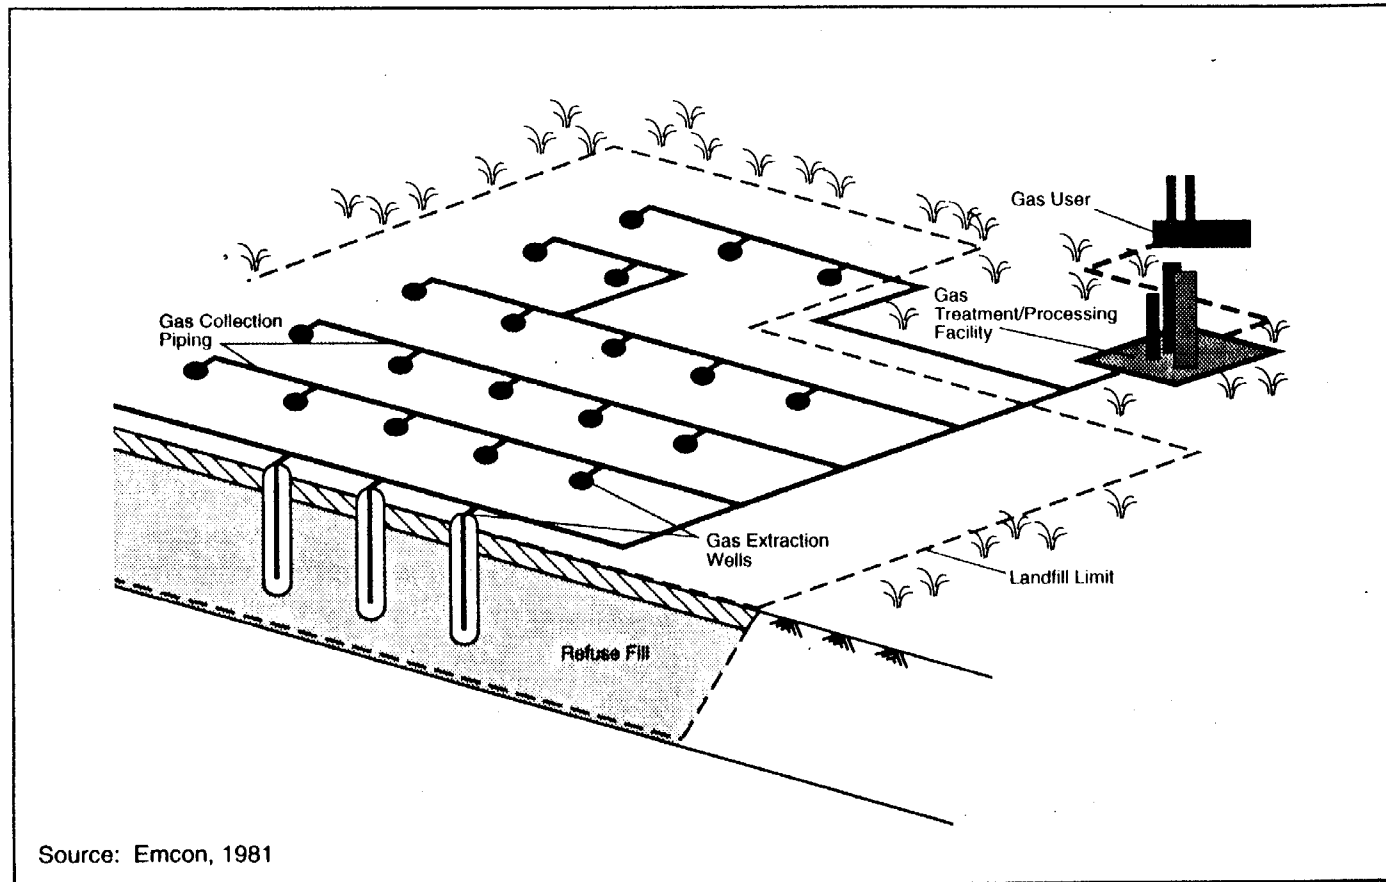 Gas User
Gas
Treatment/Processing
Facility
Gas Collection
Piping
Gas Extraction
Wells
Landfill Limit
Refuse Fill
Source: Emcon, 1981